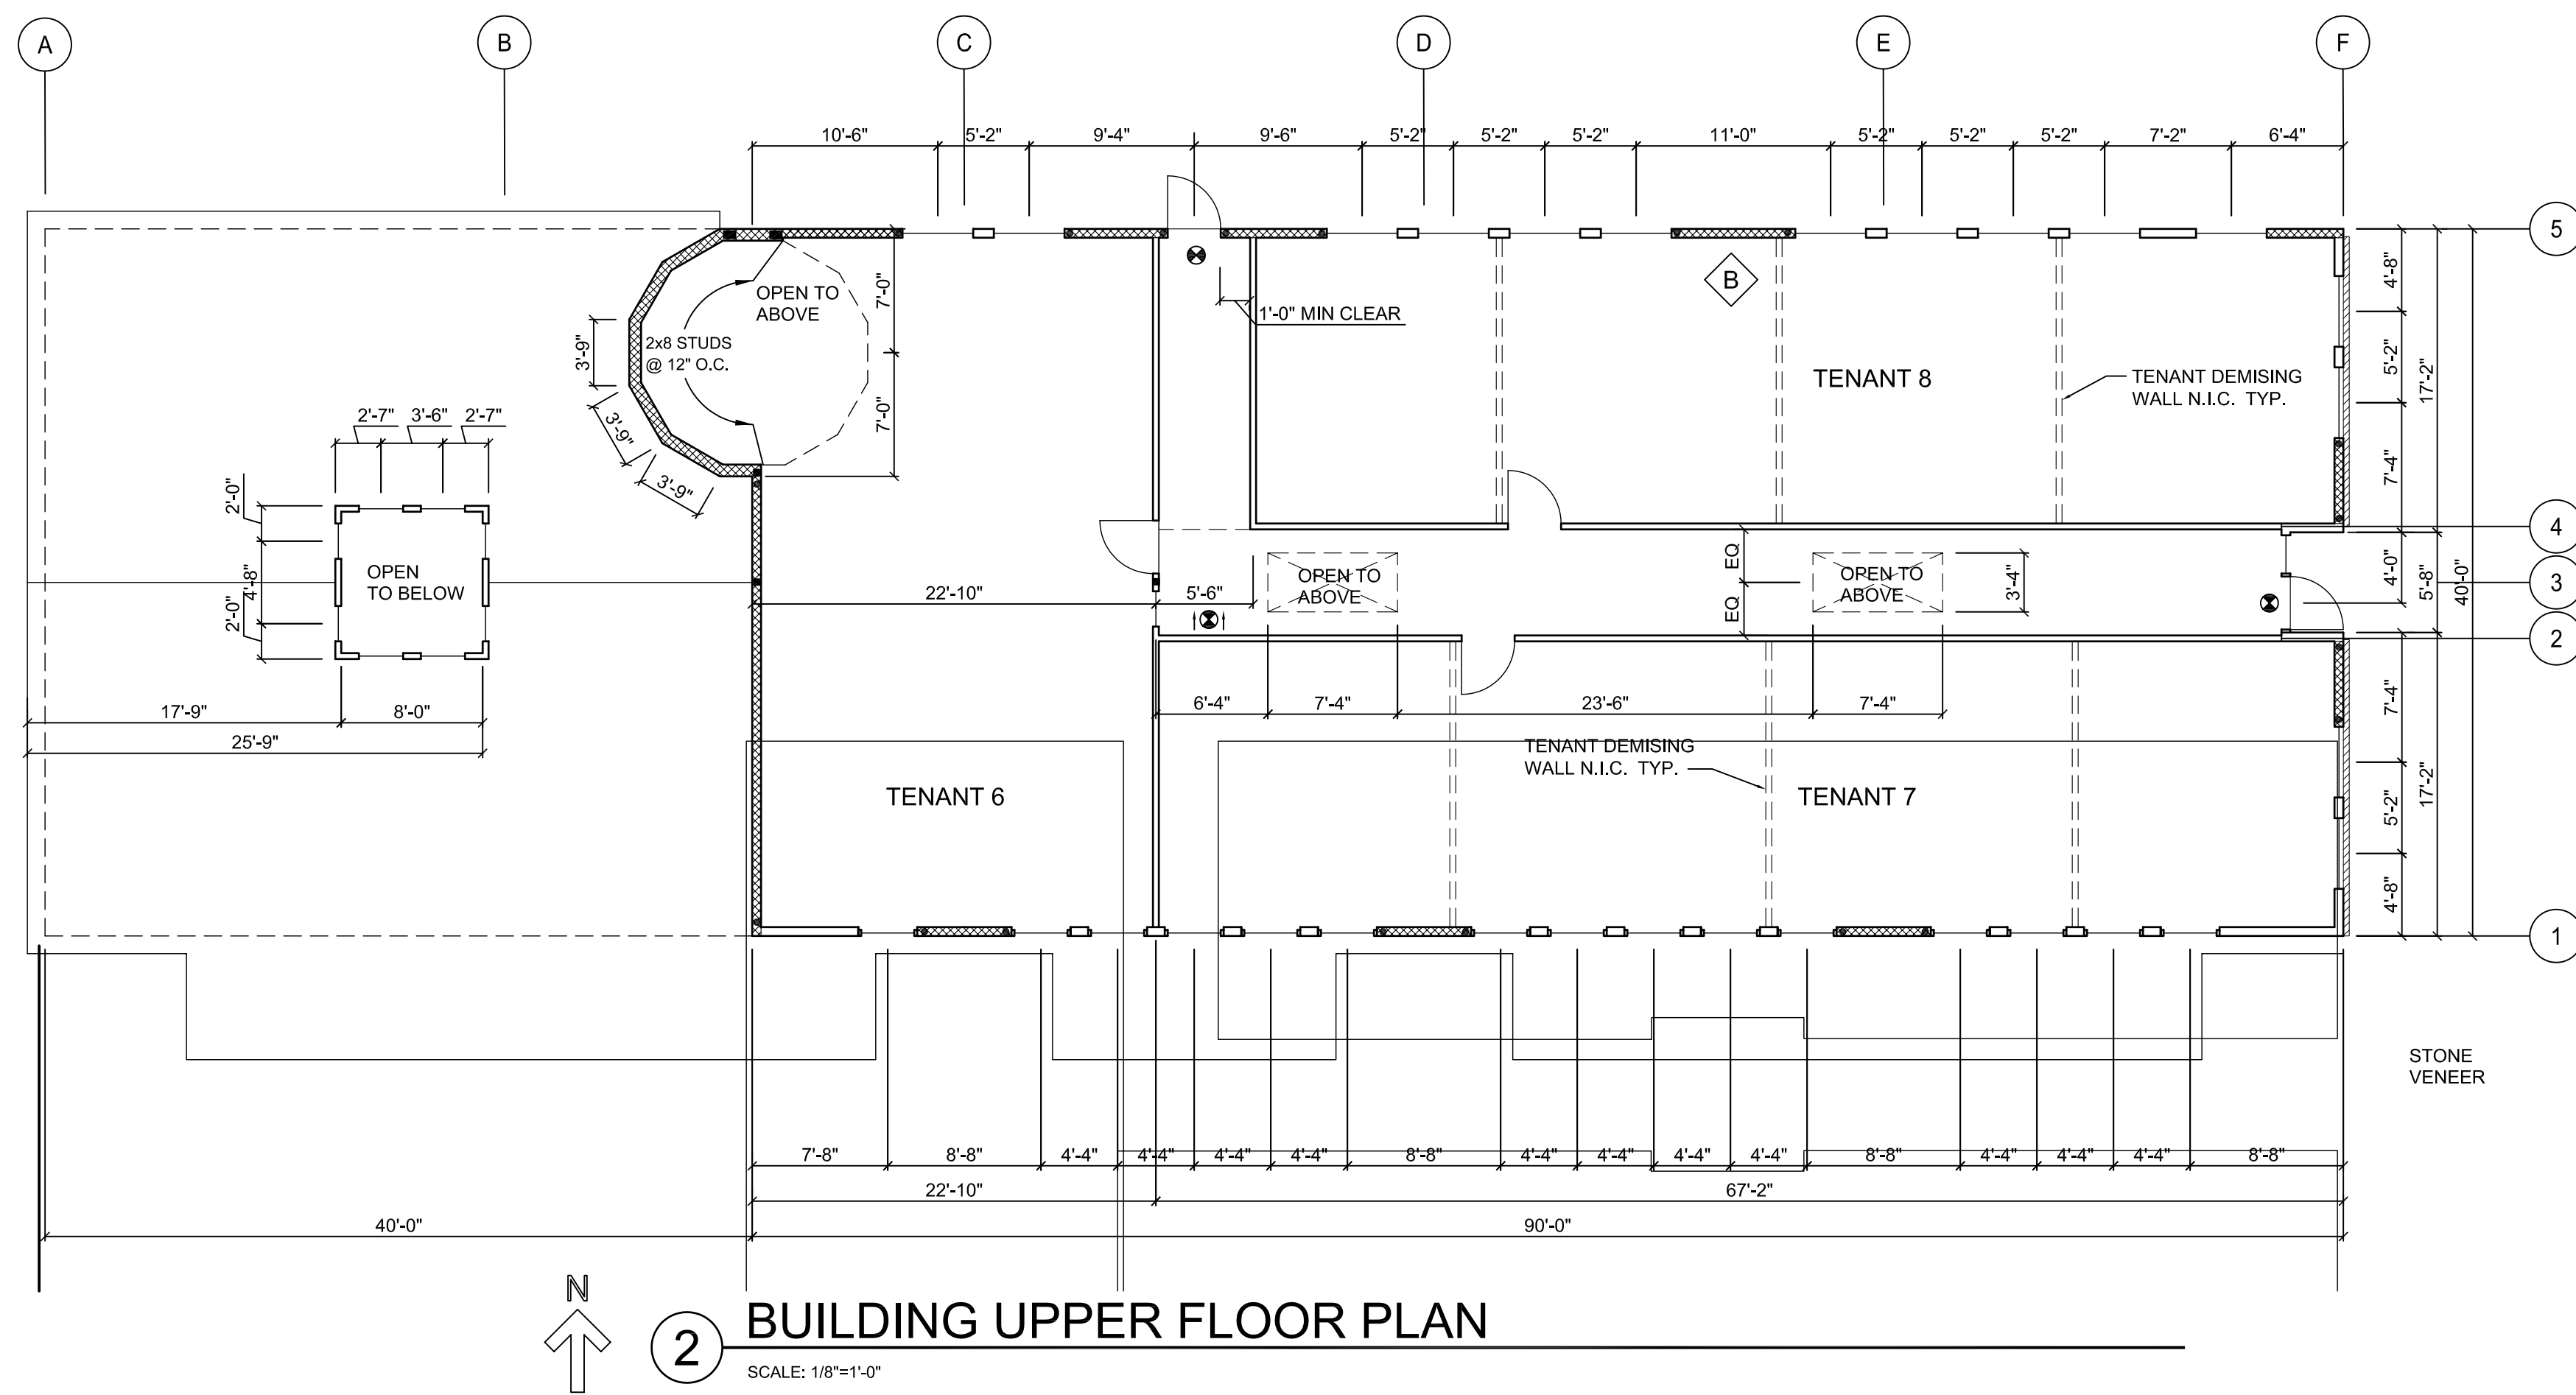 A B C D E F
10'-6" 5'-2" 9'-4" 9'-6" 5'-2" 5'-2" 5'-2" 11'-0" 5'-2" 5'-2" 5'-2" 7'-2" 6'-4"
5
4
3
2
1
OPEN TO
ABOVE
2x8 STUDS
@ 12" O.C.
7'-0"
7'-0"
3'-9"
3'-9"
3'-9"
1'-0" MIN CLEAR
B
TENANT 8
TENANT DEMISING
WALL N.I.C. TYP.
4'-8"
5'-2"
7'-4"
17'-2"
4'-0"
5'-8"
40'-0"
7'-4"
5'-2"
4'-8"
17'-2"
2'-7" 3'-6" 2'-7"
2'-0"
4'-8"
2'-0"
OPEN
TO BELOW
17'-9" 8'-0"
25'-9"
22'-10" 5'-6"
OPEN TO
ABOVE
EQ
EQ
OPEN TO
ABOVE
3'-4"
6'-4" 7'-4" 23'-6" 7'-4"
TENANT DEMISING
WALL N.I.C. TYP.
TENANT 6
TENANT 7
STONE
VENEER
7'-8" 8'-8" 4'-4" 4'-4" 4'-4" 4'-4" 8'-8" 4'-4" 4'-4" 4'-4" 4'-4" 8'-8" 4'-4" 4'-4" 4'-4" 8'-8"
22'-10" 67'-2"
40'-0" 90'-0"
N
2 BUILDING UPPER FLOOR PLAN
SCALE: 1/8"=1'-0"